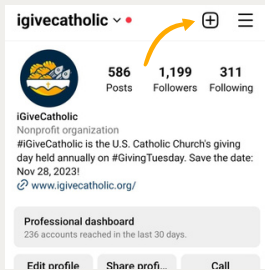 igivecatholic
586 1,199 311
Posts Followers Following
iGiveCatholic
Nonprofit organization
#iGiveCatholic is the U.S. Catholic Church's giving
day held annually on #GivingTuesday. Save the date:
Nov 28, 2023!
www.igivecatholic.org/
Professional dashboard
236 accounts reached in the last 30 days.
Edit profile Share profi... Call